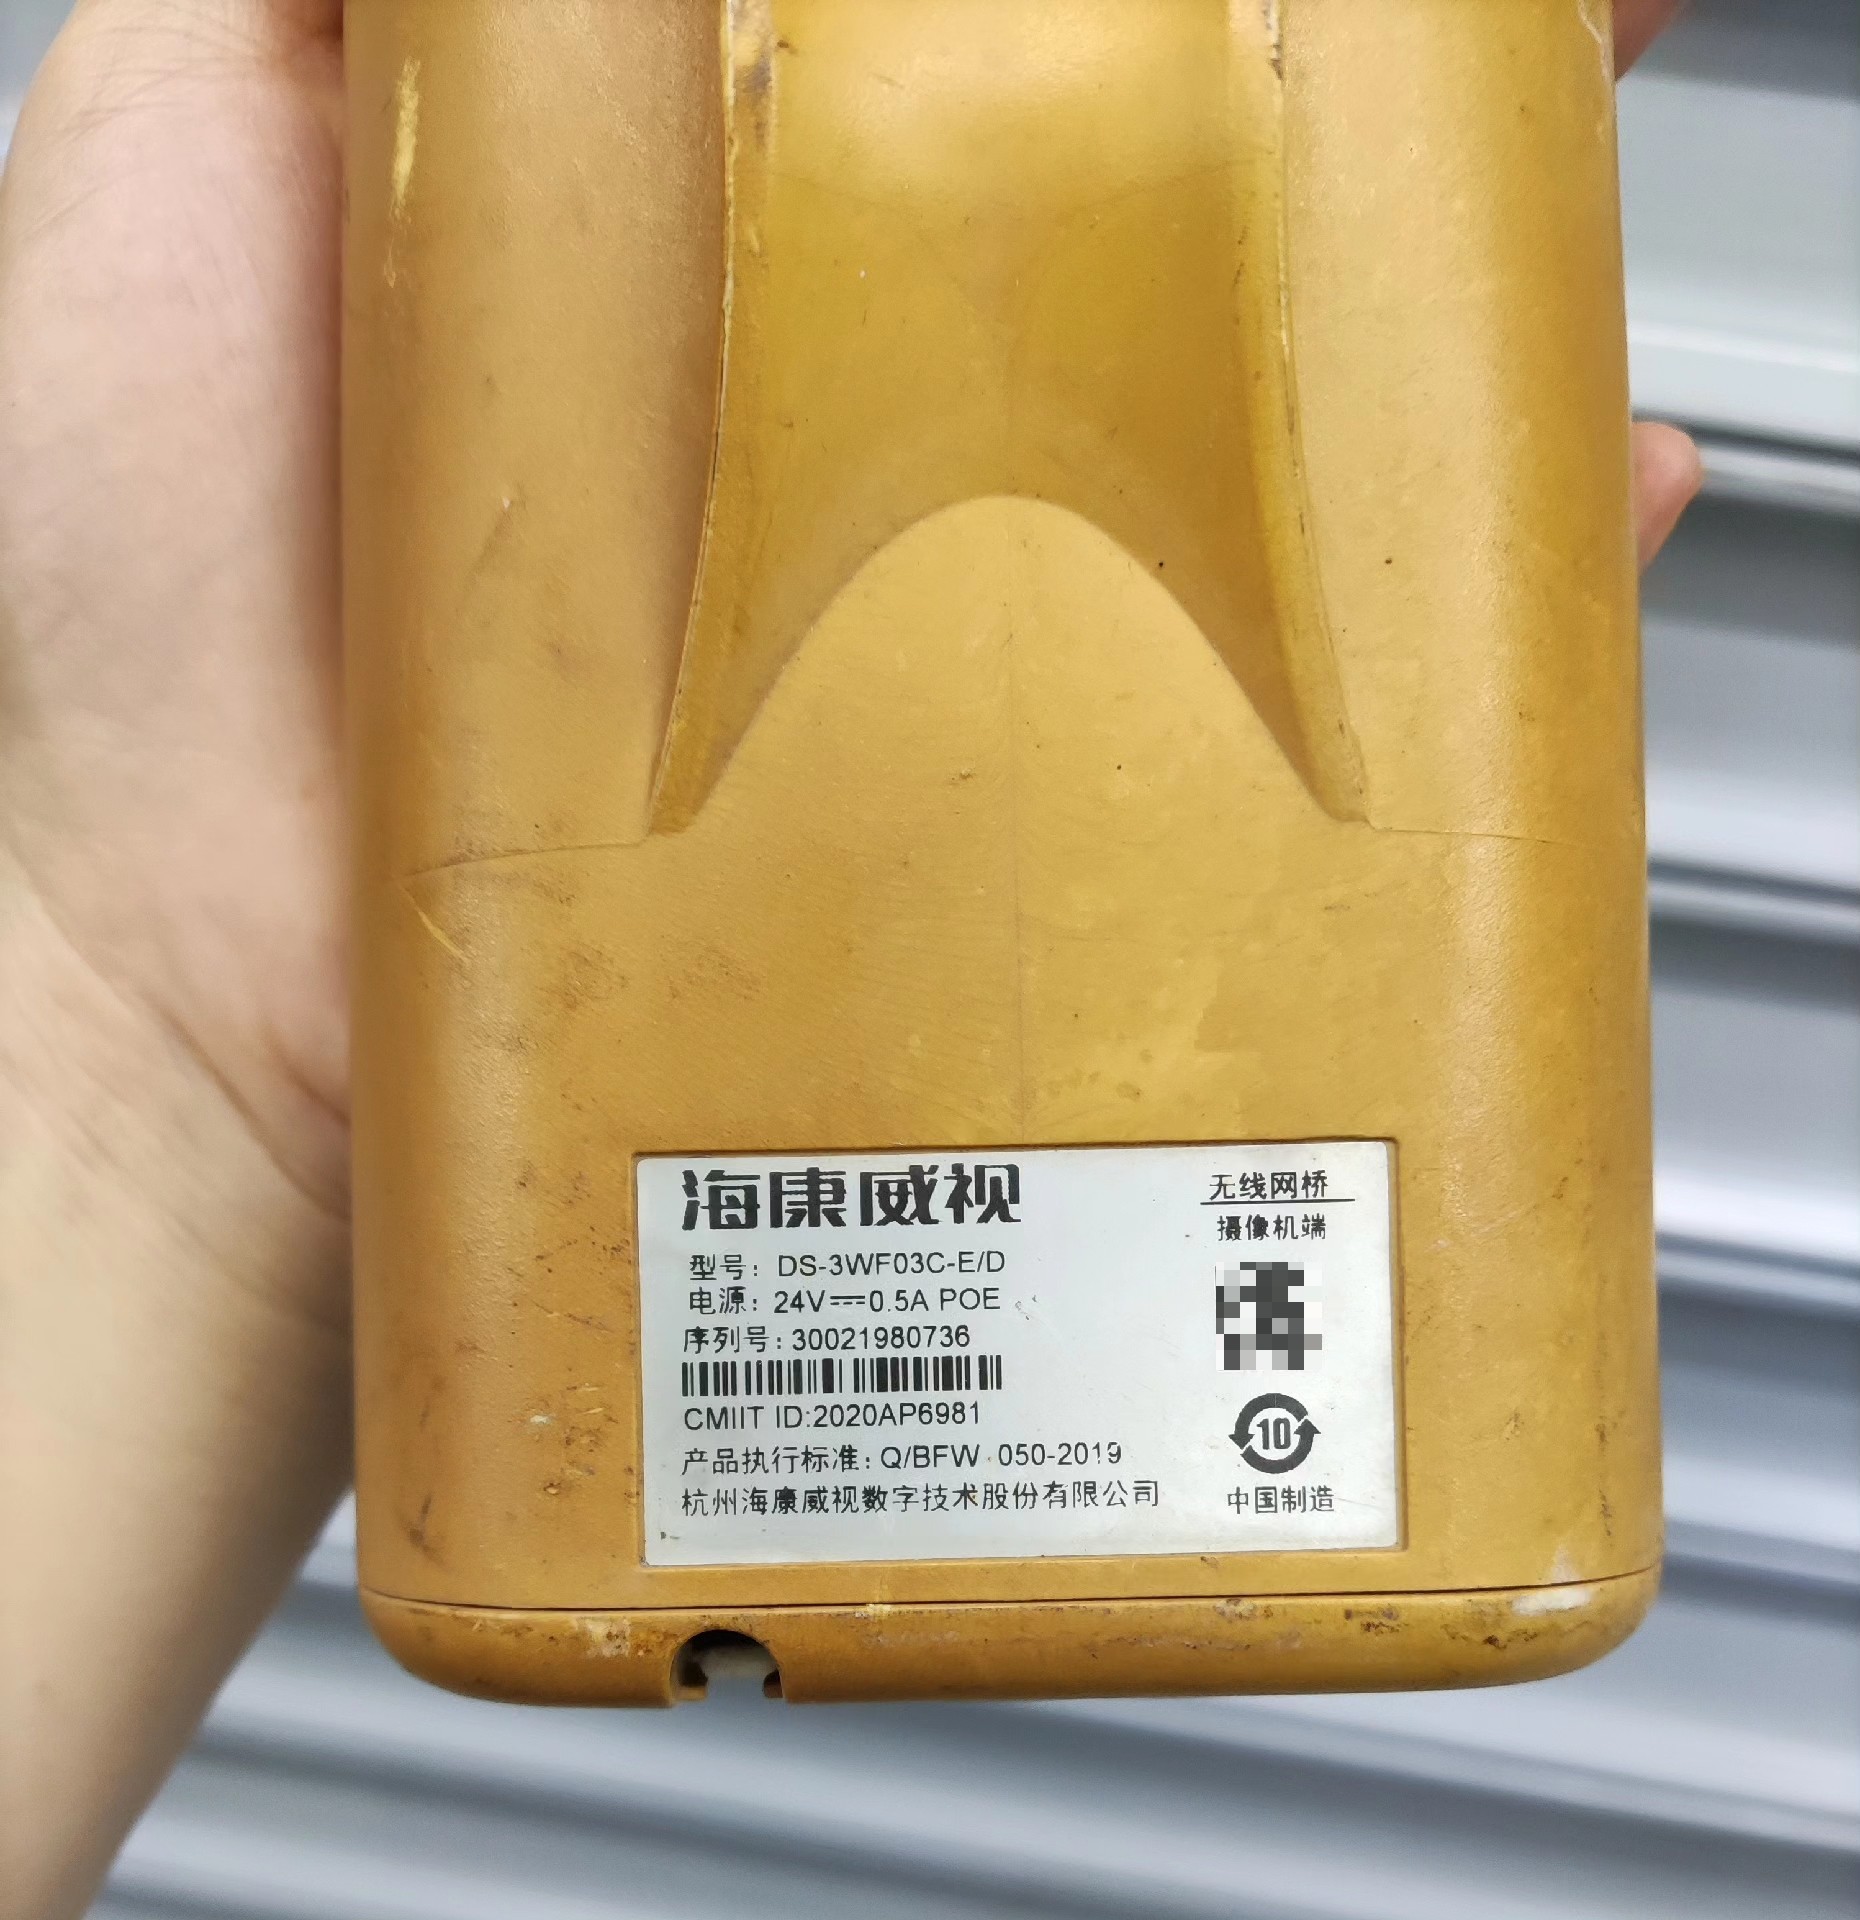 海康威视
无线网桥
摄像机端
型号: DS-3WF03C-E/D
电源: 24V⎓0.5A POE
序列号: 30021980736
CMIIT ID:2020AP6981
产品执行标准: Q/BFW 050-2019
杭州海康威视数字技术股份有限公司
10
中国制造